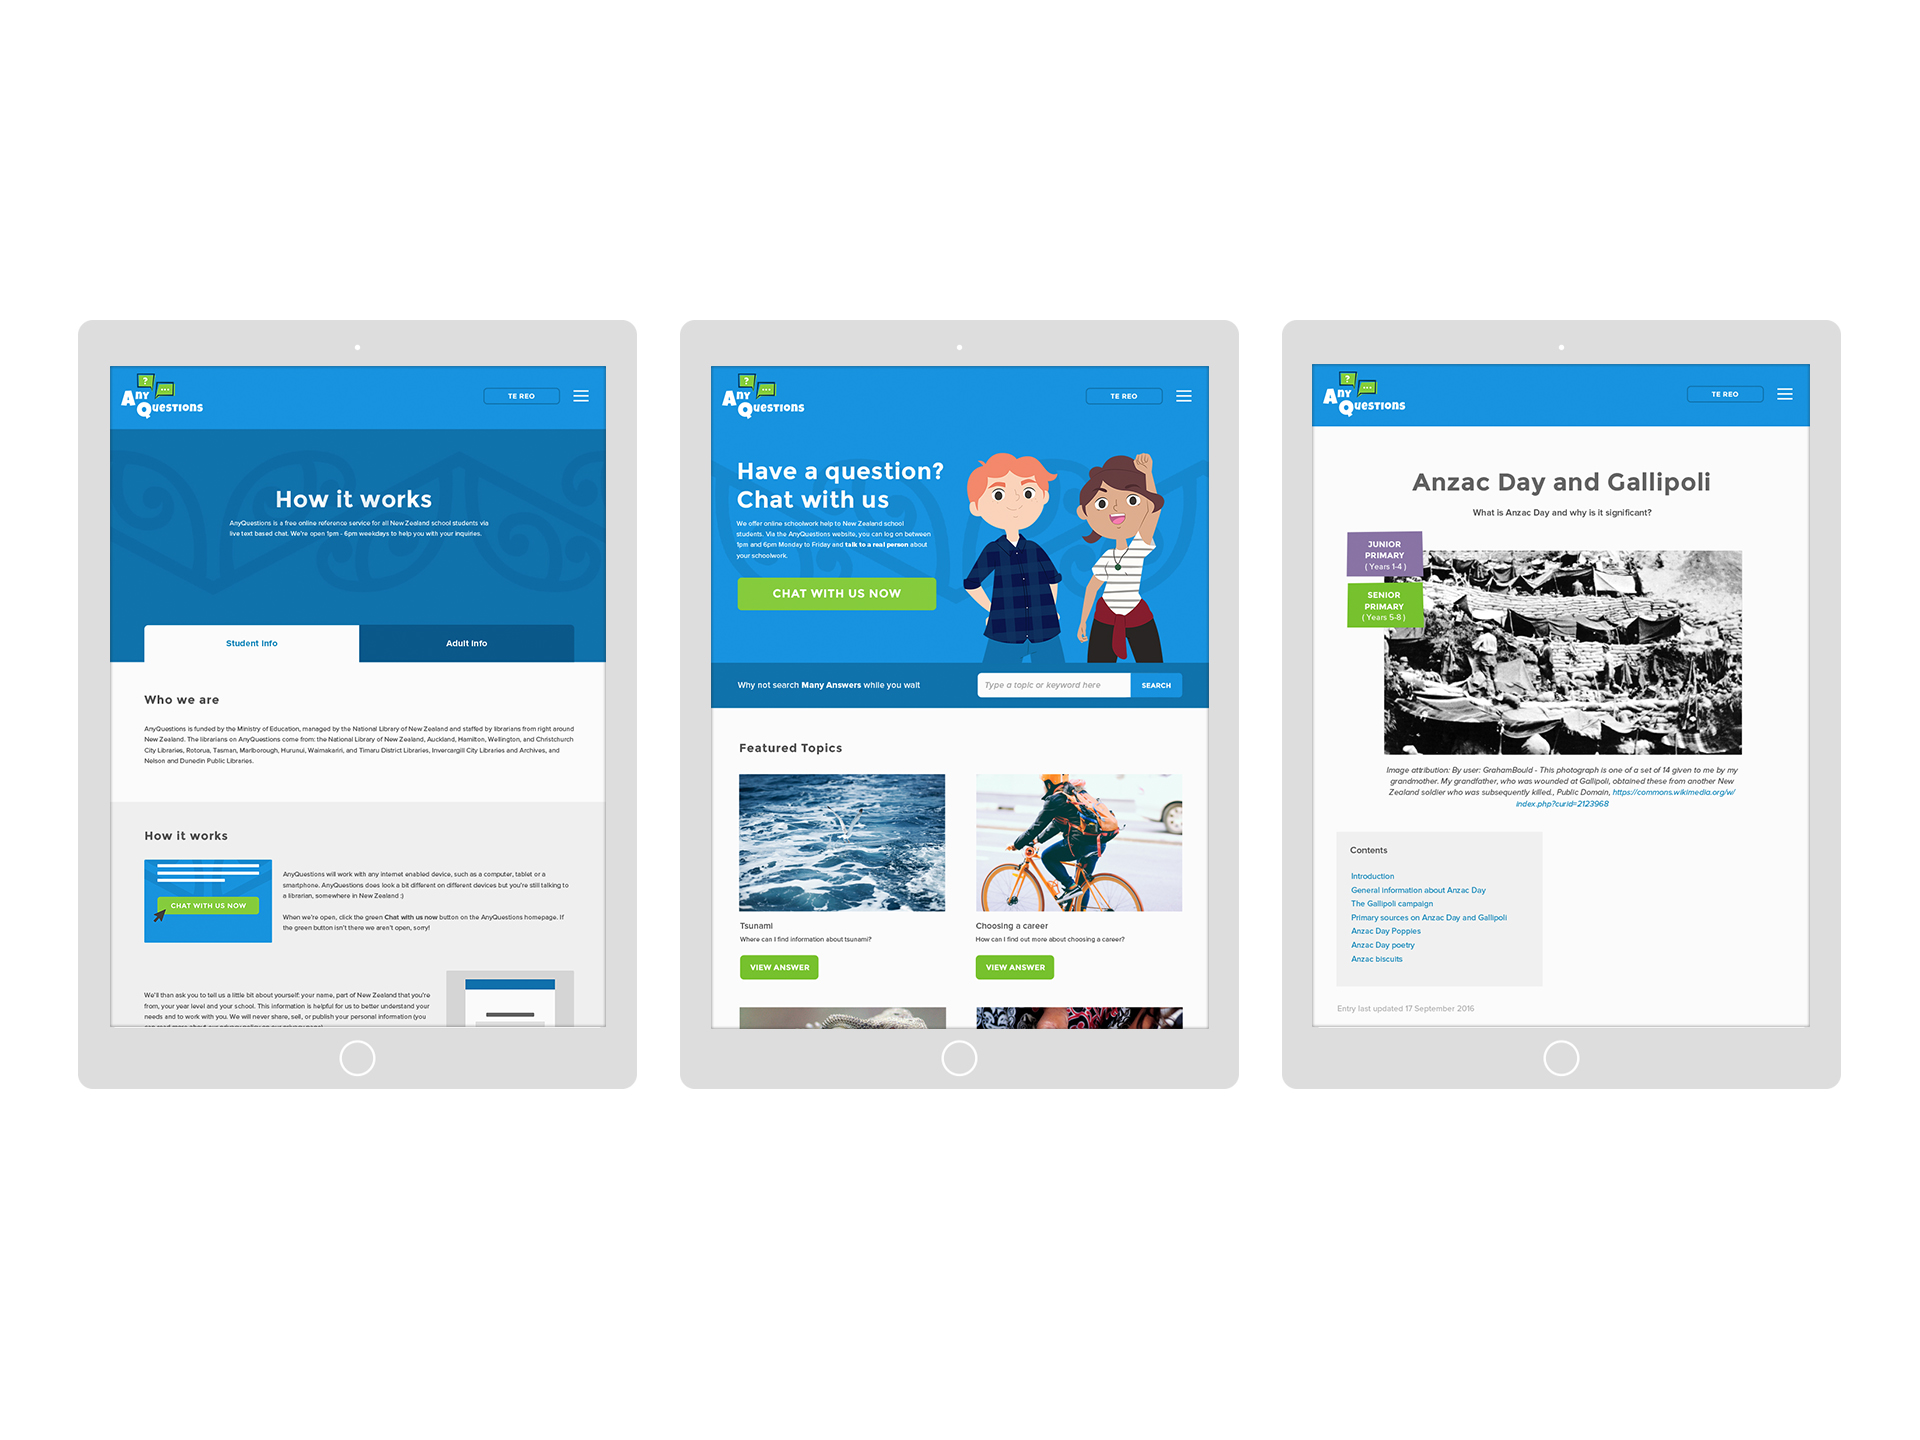 Any
Questions
TE REO
How it works
AnyQuestions is a free online reference service for all New Zealand school students via
live text based chat. We're open 1pm - 6pm weekdays to help you with your inquiries.
Student info
Adult info
Who we are
AnyQuestions is funded by the Ministry of Education, managed by the National Library of New Zealand and staffed by librarians from right around
New Zealand. The librarians on AnyQuestions come from: the National Library of New Zealand, Auckland, Hamilton, Wellington, and Christchurch
City Libraries, Rotorua, Tasman, Marlborough, Hurunui, Waimakariri, and Timaru District Libraries, Invercargill City Libraries and Archives, and
Nelson and Dunedin Public Libraries.
How it works
CHAT WITH US NOW
AnyQuestions will work with any internet enabled device, such as a computer, tablet or a
smartphone. AnyQuestions does look a bit different on different devices but you're still talking to
a librarian, somewhere in New Zealand :)
When we're open, click the green Chat with us now button on the AnyQuestions homepage. If
the green button isn't there we aren't open, sorry!
We'll than ask you to tell us a little bit about yourself: your name, part of New Zealand that you're
from, your year level and your school. This information is helpful for us to better understand your
needs and to work with you. We will never share, sell, or publish your personal information (you
Any
Questions
TE REO
Have a question?
Chat with us
We offer online schoolwork help to New Zealand school
students. Via the AnyQuestions website, you can log on between
1pm and 6pm Monday to Friday and talk to a real person about
your schoolwork.
CHAT WITH US NOW
Why not search Many Answers while you wait
Type a topic or keyword here
SEARCH
Featured Topics
Tsunami
Where can I find information about tsunami?
VIEW ANSWER
Choosing a career
How can I find out more about choosing a career?
VIEW ANSWER
Any
Questions
TE REO
Anzac Day and Gallipoli
What is Anzac Day and why is it significant?
JUNIOR
PRIMARY
( Years 1-4 )
SENIOR
PRIMARY
( Years 5-8 )
Image attribution: By user: GrahamBould - This photograph is one of a set of 14 given to me by my
grandmother. My grandfather, who was wounded at Gallipoli, obtained these from another New
Zealand soldier who was subsequently killed., Public Domain, https://commons.wikimedia.org/w/
index.php?curid=2123968
Contents
Introduction
General information about Anzac Day
The Gallipoli campaign
Primary sources on Anzac Day and Gallipoli
Anzac Day Poppies
Anzac Day poetry
Anzac biscuits
Entry last updated 17 September 2016